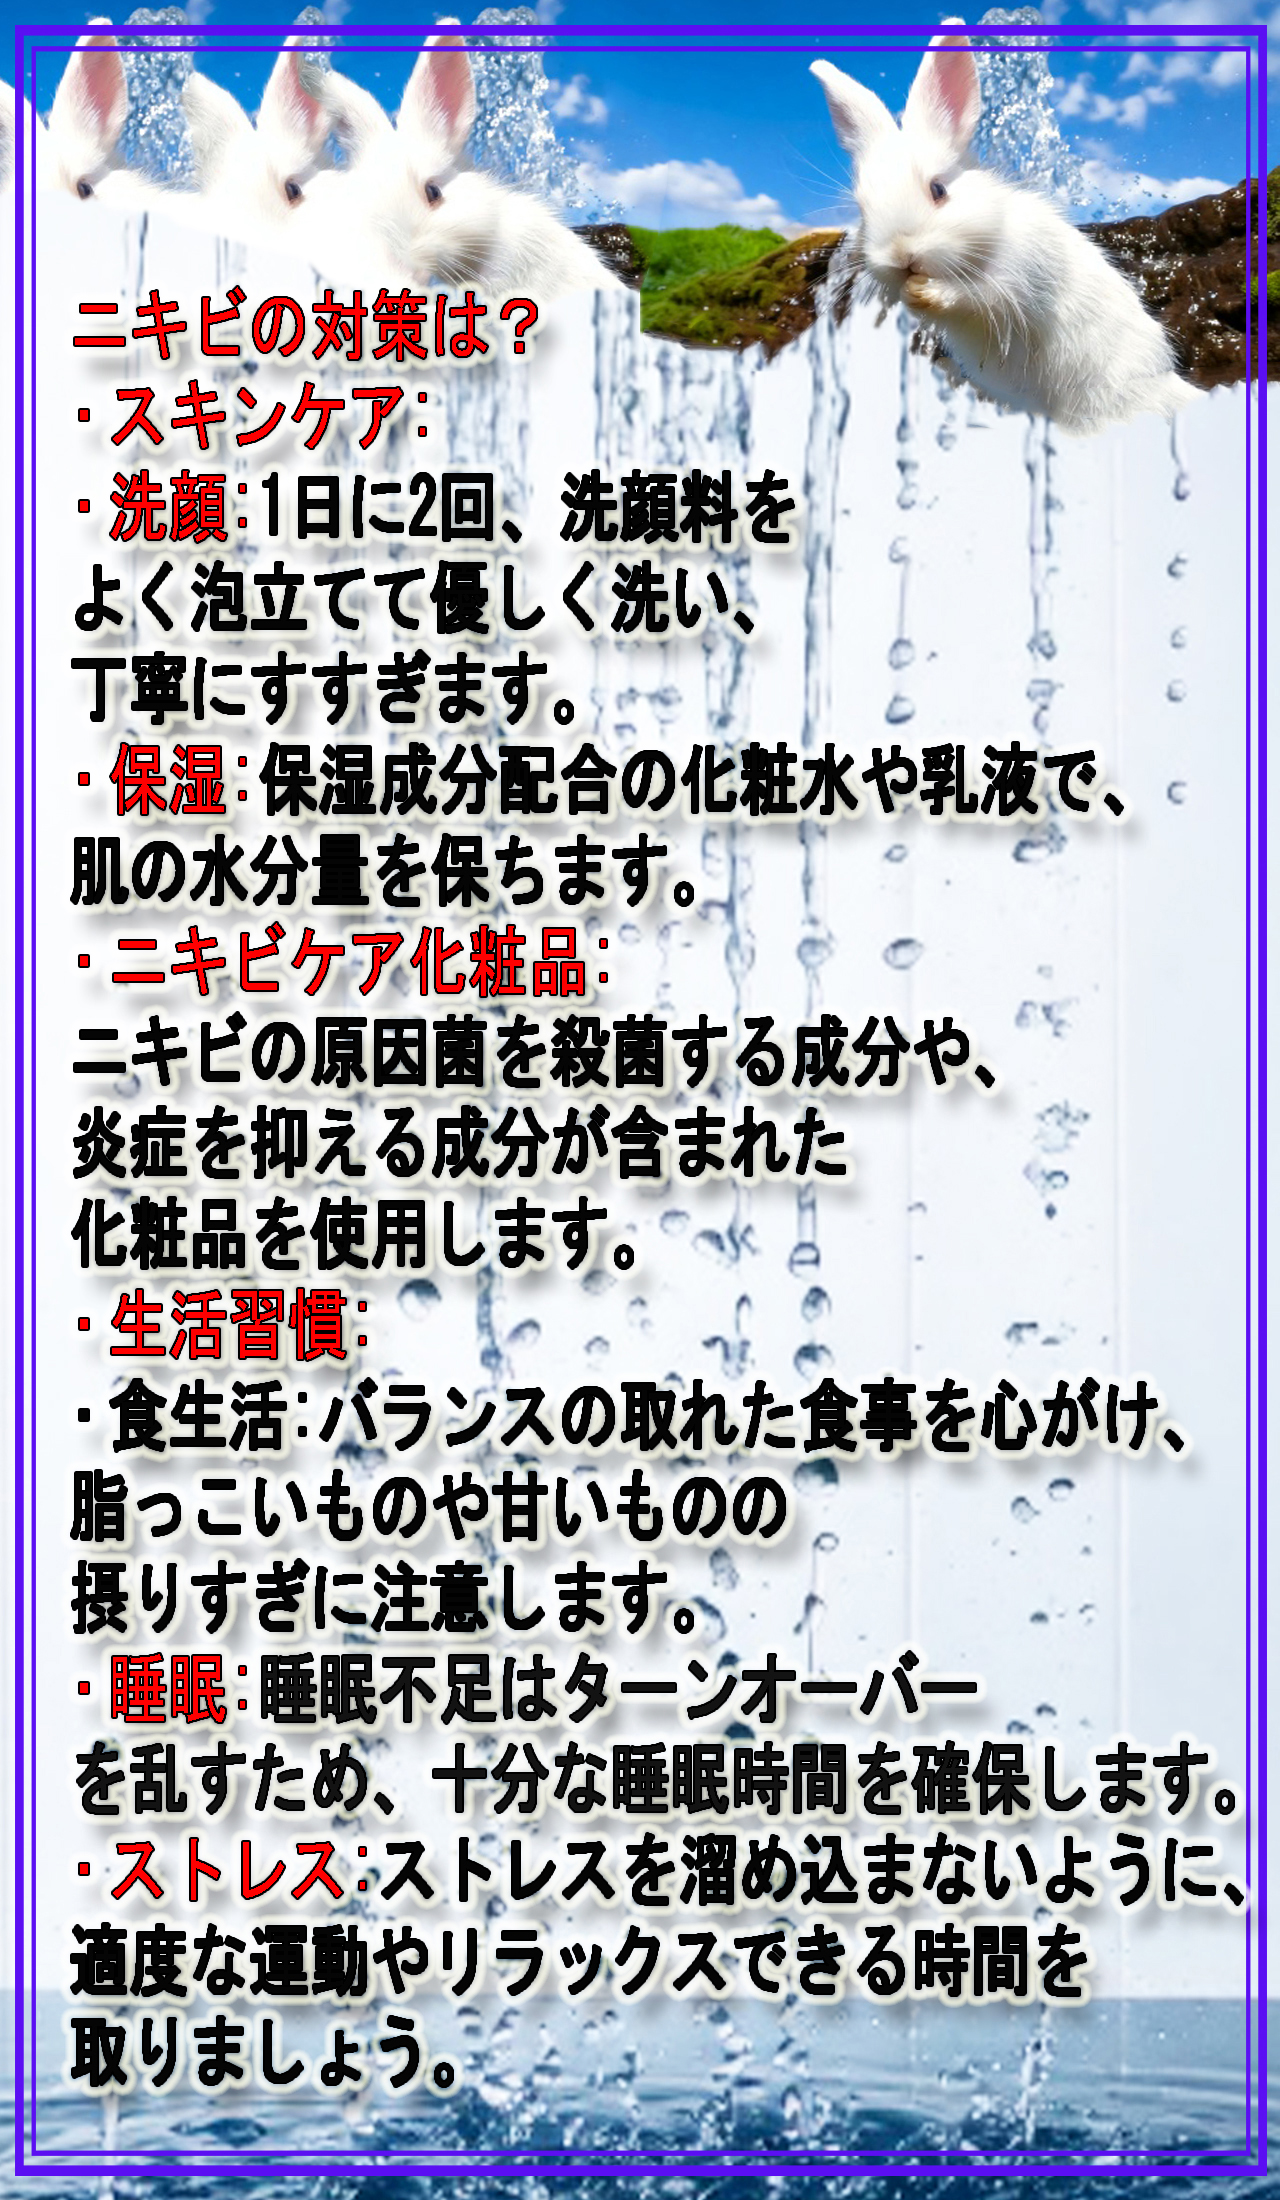 ニキビの対策は？
・スキンケア:
・洗顔:1日に2回、洗顔料を
よく泡立てて優しく洗い、
丁寧にすすぎます。
・保湿:保湿成分配合の化粧水や乳液で、
肌の水分量を保ちます。
・ニキビケア化粧品:
ニキビの原因菌を殺菌する成分や、
炎症を抑える成分が含まれた
化粧品を使用します。
・生活習慣:
・食生活:バランスの取れた食事を心がけ、
脂っこいものや甘いものの
摂りすぎに注意します。
・睡眠:睡眠不足はターンオーバー
を乱すため、十分な睡眠時間を確保します。
・ストレス:ストレスを溜め込まないように、
適度な運動やリラックスできる時間を
取りましょう。